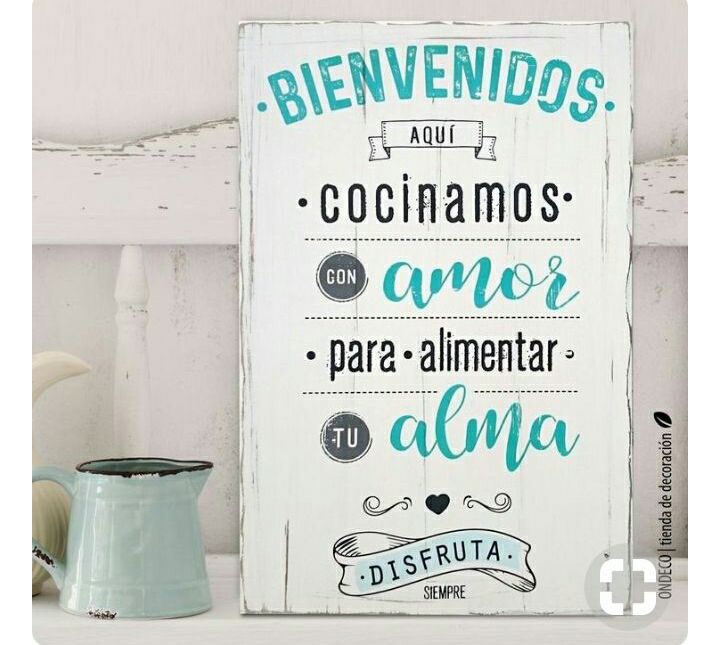 •BIENVENIDOS•
AQUÍ
•cocinamos•
CON amor
• para • alimentar •
TU alma
•DISFRUTA•
SIEMPRE
ONDECO | tienda de decoración